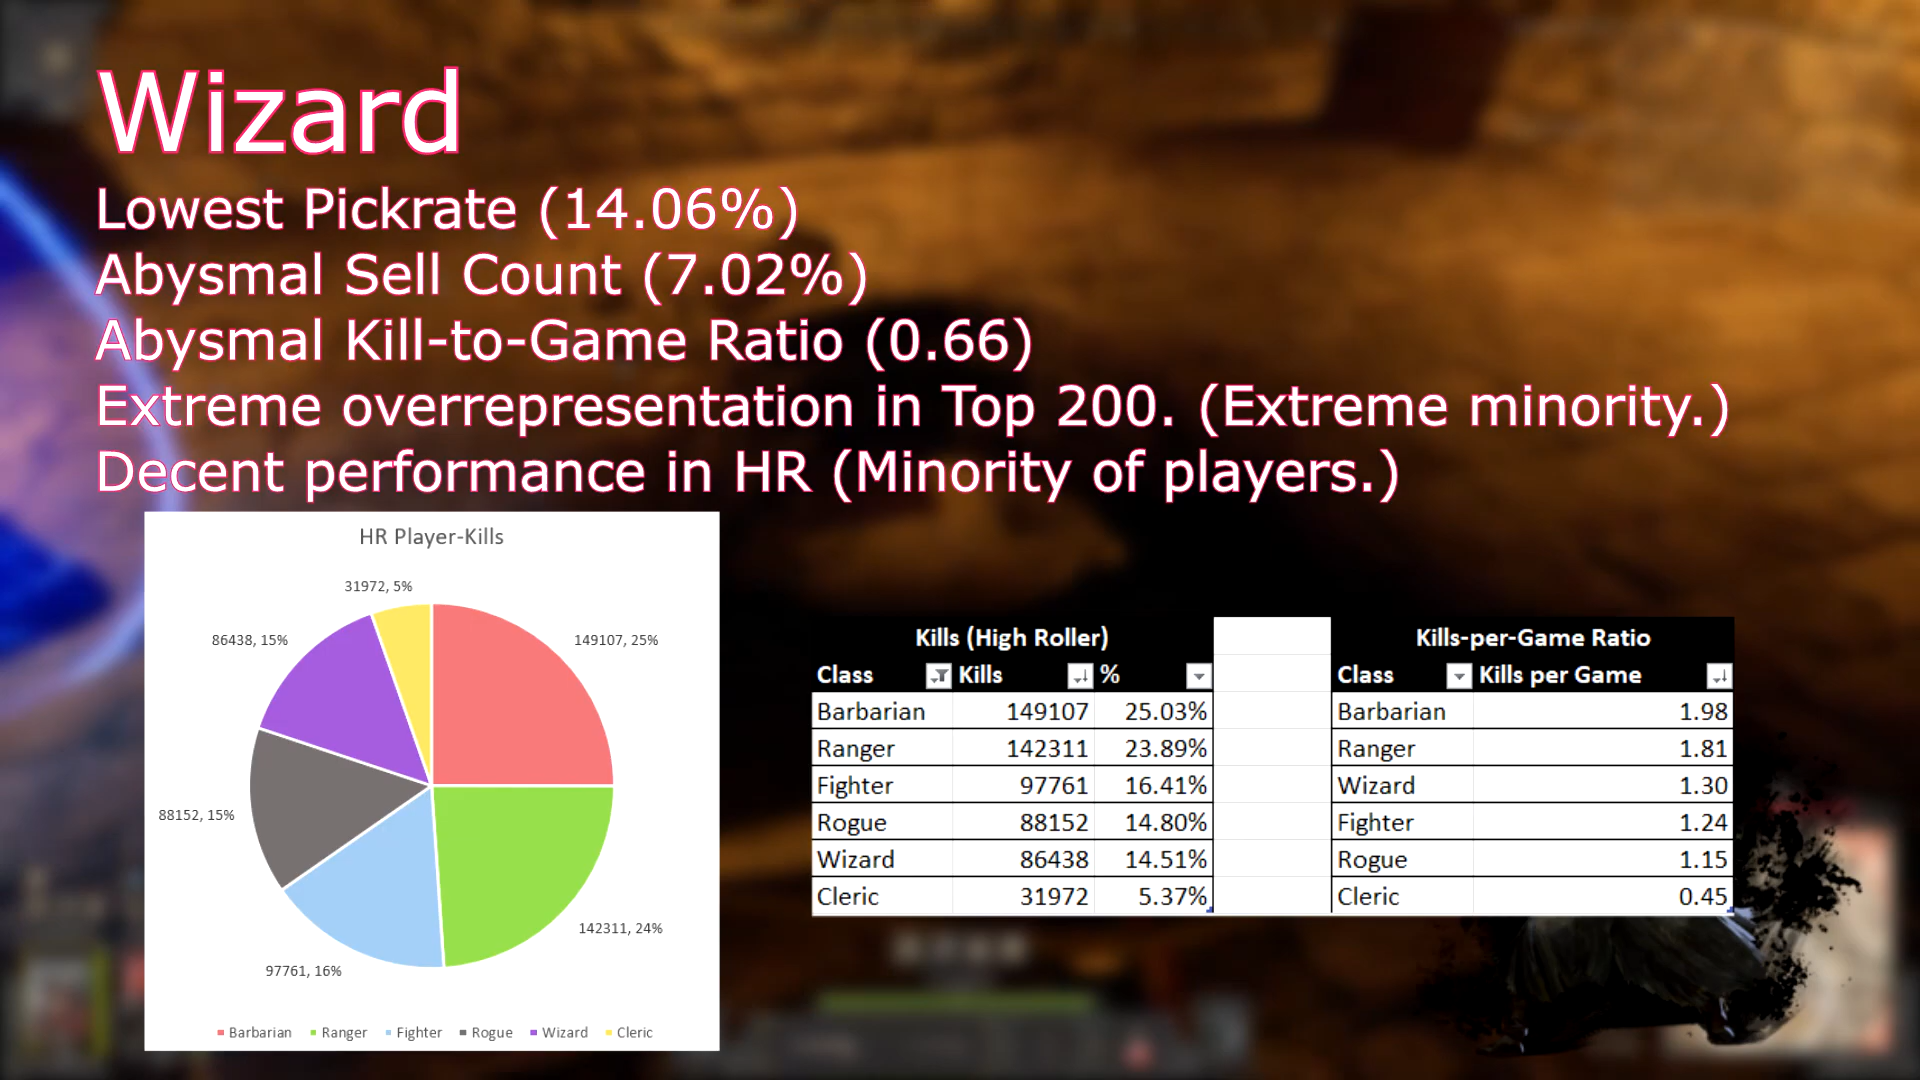 Wizard
Lowest Pickrate (14.06%)
Abysmal Sell Count (7.02%)
Abysmal Kill-to-Game Ratio (0.66)
Extreme overrepresentation in Top 200. (Extreme minority.)
Decent performance in HR (Minority of players.)
HR Player-Kills
31972, 5%
86438, 15%
149107, 25%
88152, 15%
142311, 24%
97761, 16%
Barbarian Ranger Fighter Rogue Wizard Cleric
Kills (High Roller)
Class Kills %
Barbarian 149107 25.03%
Ranger 142311 23.89%
Fighter 97761 16.41%
Rogue 88152 14.80%
Wizard 86438 14.51%
Cleric 31972 5.37%
Kills-per-Game Ratio
Class Kills per Game
Barbarian 1.98
Ranger 1.81
Wizard 1.30
Fighter 1.24
Rogue 1.15
Cleric 0.45